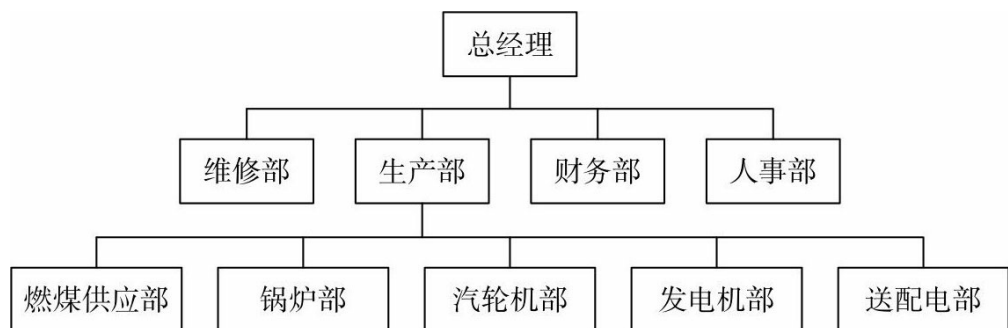 总经理
维修部
生产部
财务部
人事部
燃煤供应部
锅炉部
汽轮机部
发电机部
送配电部